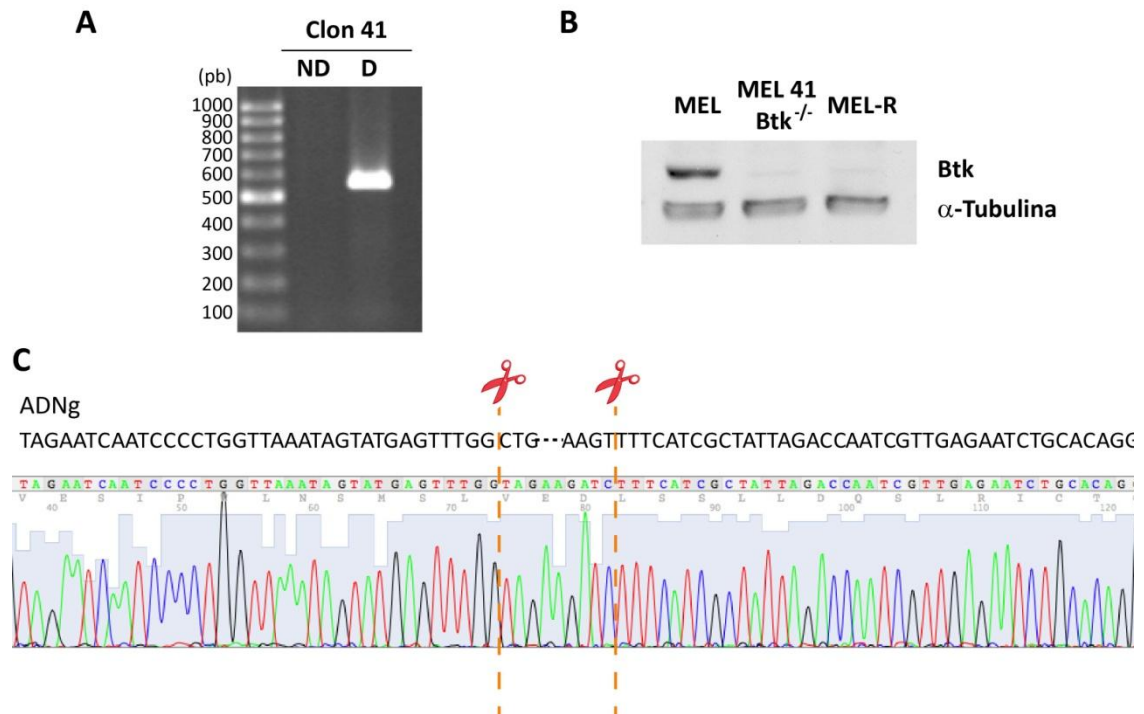 A
Clon 41
ND D
(pb)
1000
900
800
700
600
500
400
300
200
100
B
MEL
MEL 41
Btk-/-
MEL-R
Btk
α-Tubulina
C
ADNg
TAGAATCAATCCCCTGGTTAAATAGTATGAGTTTGGCTG---AAGTTTTCATCGCTATTAGACCAATCGTTGAGAATCTGCACAGG
TAGAATCAATCCCCTGGTTAAATAGTATGAGTTTGGTAGAAGATCTTTCATCGCTATTAGACCAATCGTTGAGAATCTGCACAG
V E S I P L N S M S L V E D L S S L L D Q S L R I C T
40 50 60 70 80 90 100 110 120